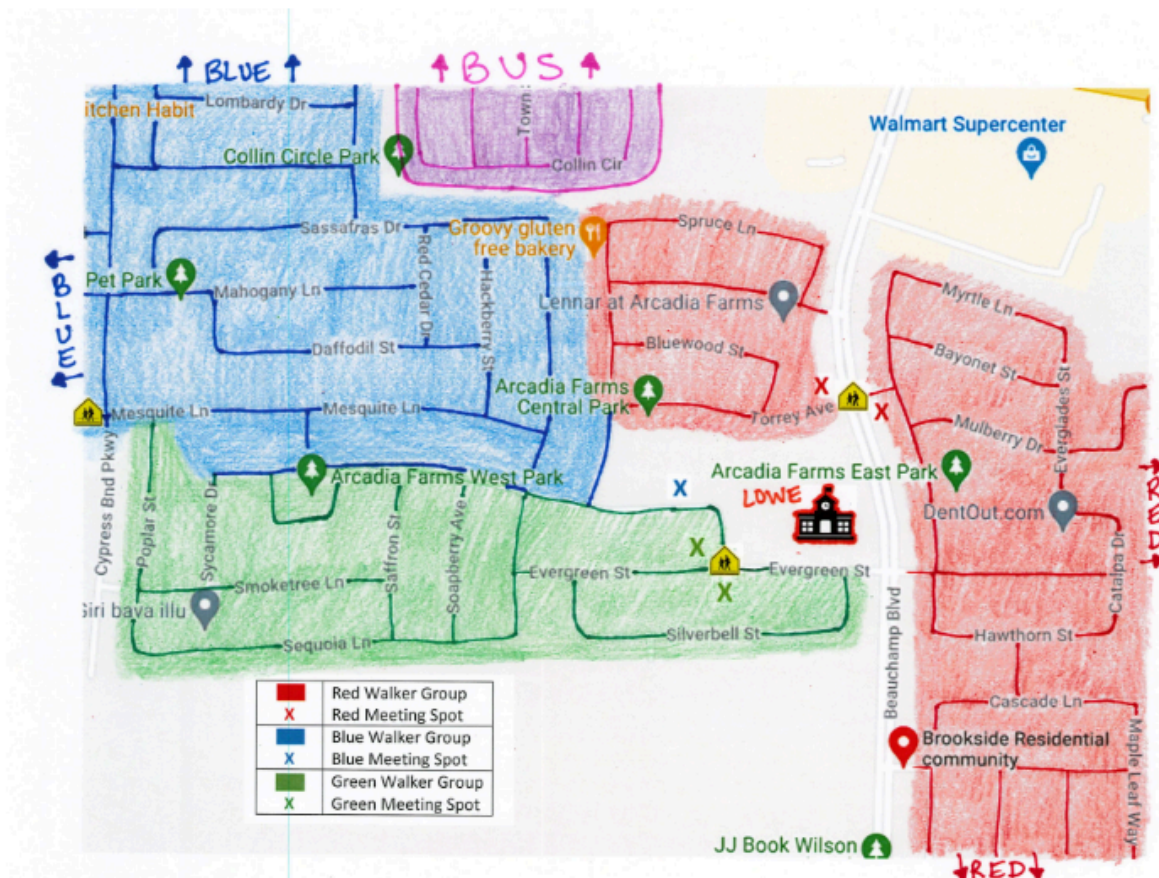 ↑ BLUE ↑
↑ BUS ↑
itchen Habit
Lombardy Dr
Town
Walmart Supercenter
Collin Circle Park
Collin Cir
Sassafras Dr
Groovy gluten
free bakery
Spruce Ln
BLUE
Pet Park
Mahogany Ln
Red Cedar Dr
Hackberry St
Lennar at Arcadia Farms
Myrtle Ln
Daffodil St
Bluewood St
Bayonet St
Arcadia Farms
Central Park
Everglades St
Mesquite Ln
Mesquite Ln
Torrey Ave
Mulberry Dr
Cypress Bnd Pkwy
Poplar St
Sycamore Dr
Arcadia Farms West Park
X
X
X
Arcadia Farms East Park
LOWE
RED
DentOut.com
Saffron St
Soapberry Ave
X
X
Evergreen St
Evergreen St
Catalpa Dr
Smoketree Ln
Siri bava illu
Sequoia Ln
Silverbell St
Hawthorn St
Beauchamp Blvd
Cascade Ln
Brookside Residential
community
Maple Leaf Way
Red Walker Group
X Red Meeting Spot
Blue Walker Group
X Blue Meeting Spot
Green Walker Group
X Green Meeting Spot
JJ Book Wilson
↓RED↓